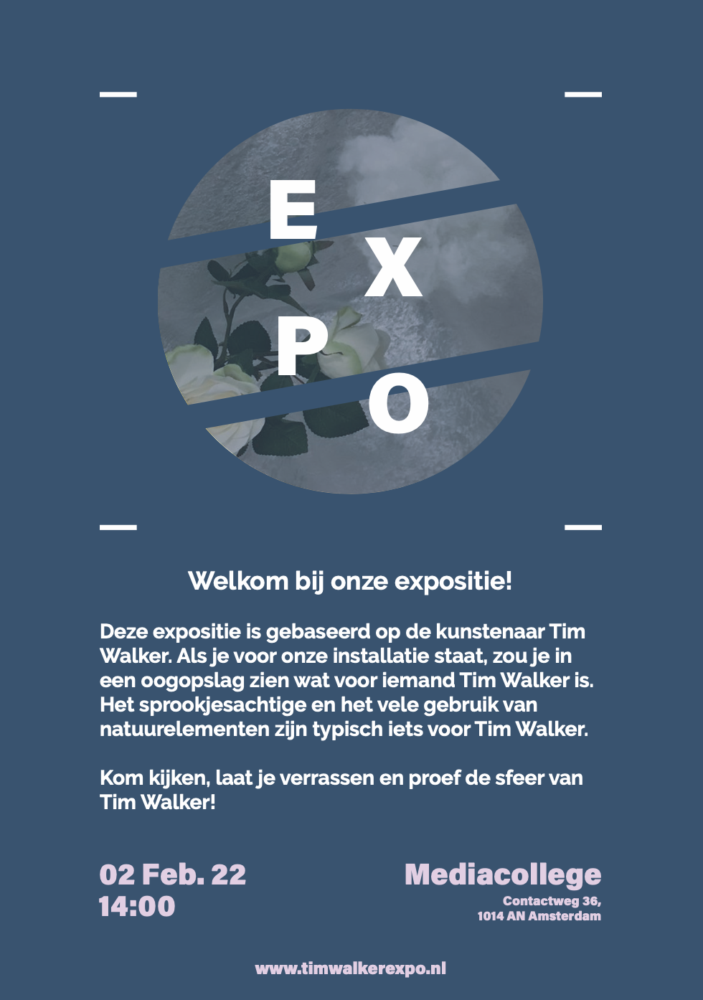 E
X
P
O
Welkom bij onze expositie!
Deze expositie is gebaseerd op de kunstenaar Tim
Walker. Als je voor onze installatie staat, zou je in
een oogopslag zien wat voor iemand Tim Walker is.
Het sprookjesachtige en het vele gebruik van
natuurelementen zijn typisch iets voor Tim Walker.
Kom kijken, laat je verrassen en proef de sfeer van
Tim Walker!
02 Feb. 22
14:00
Mediacollege
Contactweg 36,
1014 AN Amsterdam
www.timwalkerexpo.nl